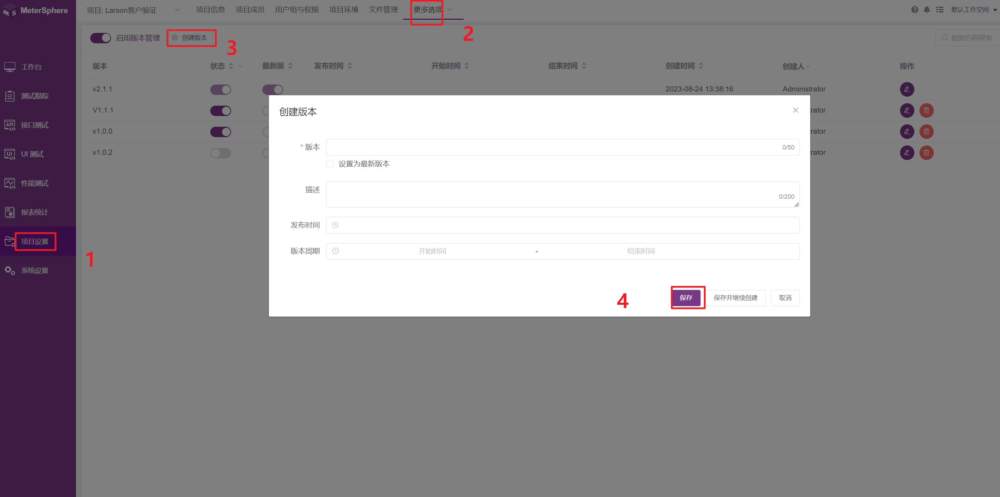 MeterSphere
项目: Larson客户验证
项目信息
项目成员
用户组与权限
项目环境
文件管理
更多选项
默认工作空间
2
启用版本管理
创建版本
3
根据名称搜索
版本
状态
最新版
发布时间
开始时间
结束时间
创建时间
创建人
操作
v2.1.1
2023-08-24 13:38:16
Administrator
V1.1.1
trator
v1.0.0
trator
v1.0.2
trator
工作台
测试跟踪
接口测试
UI 测试
性能测试
报表统计
项目设置
1
系统设置
创建版本
* 版本
0/50
设置为最新版本
描述
0/200
发布时间
版本周期
开始时间
-
结束时间
4
保存
保存并继续创建
取消